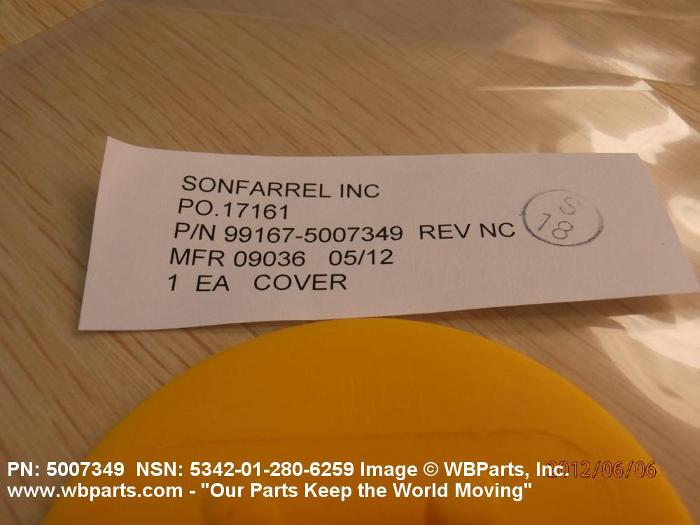 SONFARREL INC
PO.17161
P/N 99167-5007349 REV NC
S
18
MFR 09036 05/12
1 EA COVER
PN: 5007349 NSN: 5342-01-280-6259 Image © WBParts, Inc.
2012/06/06
www.wbparts.com - "Our Parts Keep the World Moving"